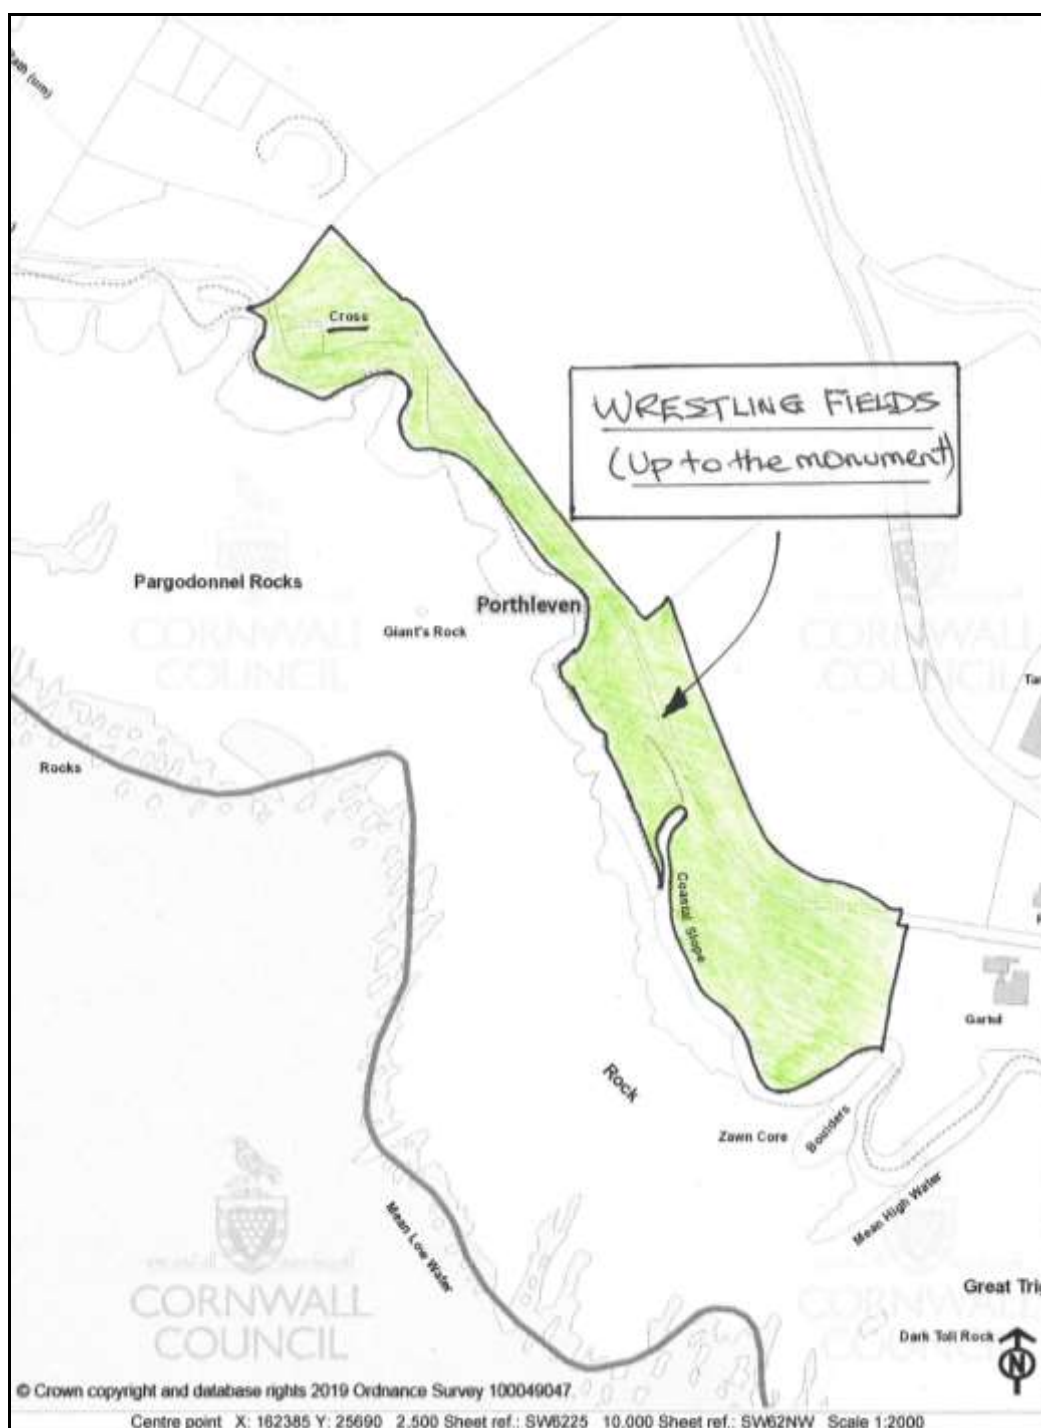 Path (um)
Cross
WRESTLING FIELDS
(Up to the monument)
Pargodonnel Rocks
Porthleven
Giant's Rock
CORNWALL
COUNCIL
CORNWALL
COUNCIL
Rocks
Coastal Slope
Gartul
Rock
Zawn Core
Boulders
Mean High Water
Mean Low Water
CORNWALL
COUNCIL
Great Trig
Dark Toll Rock
N
© Crown copyright and database rights 2019 Ordnance Survey 100049047
Centre point X: 162385 Y: 25690 2,500 Sheet ref.: SW6225 10,000 Sheet ref.: SW62NW Scale 1:2000